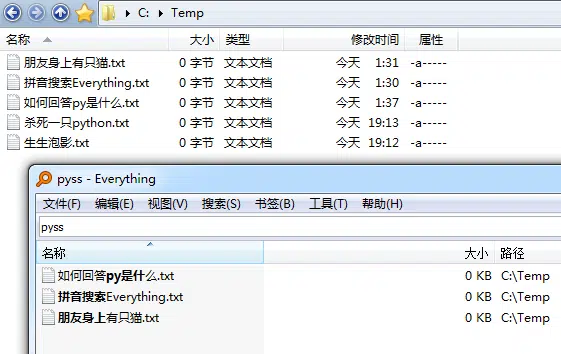 C: Temp
名称 大小 类型 修改时间 属性
朋友身上有只猫.txt 0 字节 文本文档 今天 1:31 -a-----
拼音搜索Everything.txt 0 字节 文本文档 今天 1:30 -a-----
如何回答py是什么.txt 0 字节 文本文档 今天 1:37 -a-----
杀死一只python.txt 0 字节 文本文档 今天 19:13 -a-----
生生泡影.txt 0 字节 文本文档 今天 19:12 -a-----
pyss - Everything
文件(F) 编辑(E) 视图(V) 搜索(S) 书签(B) 工具(T) 帮助(H)
pyss
名称 大小 路径
如何回答py是什么.txt 0 KB C:\Temp
拼音搜索Everything.txt 0 KB C:\Temp
朋友身上有只猫.txt 0 KB C:\Temp